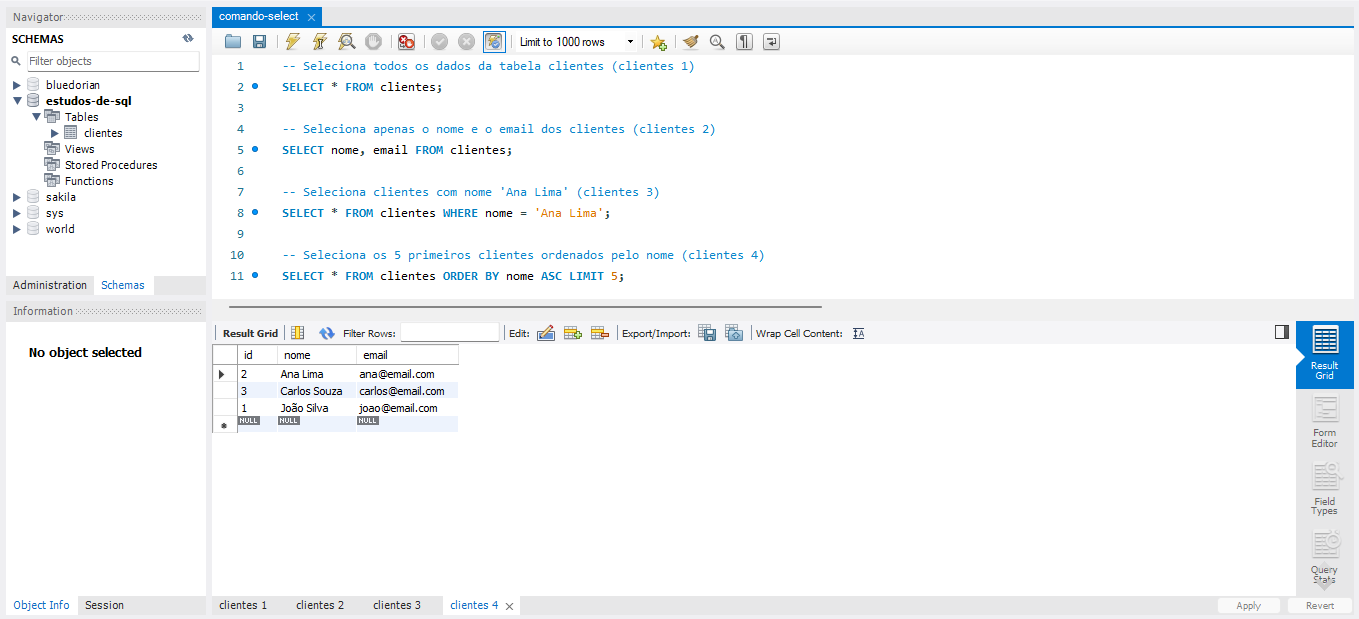 Navigator
SCHEMAS
Filter objects
bluedorian
estudos-de-sql
Tables
clientes
Views
Stored Procedures
Functions
sakila
sys
world
Administration Schemas
Information
No object selected
Object Info Session
comando-select
Limit to 1000 rows
1 -- Seleciona todos os dados da tabela clientes (clientes 1)
2 SELECT * FROM clientes;
3
4 -- Seleciona apenas o nome e o email dos clientes (clientes 2)
5 SELECT nome, email FROM clientes;
6
7 -- Seleciona clientes com nome 'Ana Lima' (clientes 3)
8 SELECT * FROM clientes WHERE nome = 'Ana Lima';
9
10 -- Seleciona os 5 primeiros clientes ordenados pelo nome (clientes 4)
11 SELECT * FROM clientes ORDER BY nome ASC LIMIT 5;
Result Grid Filter Rows: Edit: Export/Import: Wrap Cell Content:
id nome email
2 Ana Lima ana@email.com
3 Carlos Souza carlos@email.com
1 João Silva joao@email.com
NULL NULL NULL
Result
Grid
Form
Editor
Field
Types
Query
Stats
clientes 1 clientes 2 clientes 3 clientes 4
Apply Revert